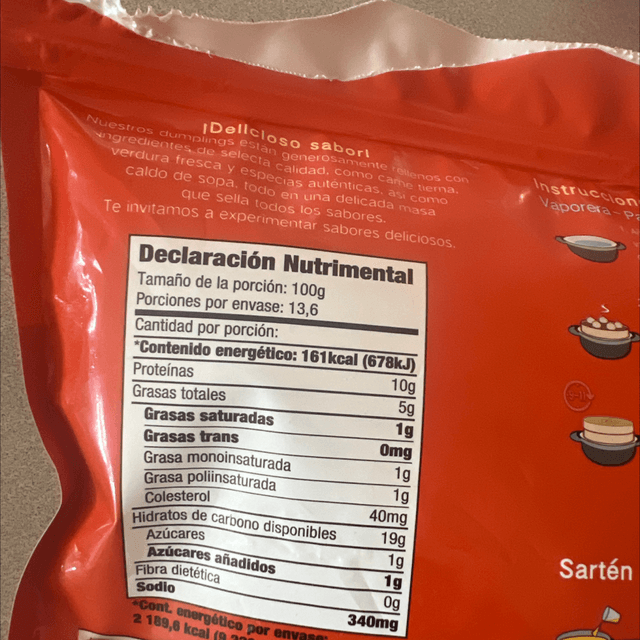 ¡Delicioso sabor!
Nuestros dumplings están generosamente rellenos con
ingredientes de selecta calidad, como carne tierna,
verdura fresca y especias auténticas, así como
caldo de sopa, todo en una delicada masa
que sella todos los sabores.
Te invitamos a experimentar sabores deliciosos.
Declaración Nutrimental
Tamaño de la porción: 100g
Porciones por envase: 13,6
Cantidad por porción:
*Contenido energético: 161kcal (678kJ)
Proteínas 10g
Grasas totales 5g
Grasas saturadas 1g
Grasas trans 0mg
Grasa monoinsaturada 1g
Grasa poliinsaturada 1g
Colesterol 40mg
Hidratos de carbono disponibles 19g
Azúcares 1g
Azúcares añadidos 1g
Fibra dietética 0g
Sodio 340mg
*Cont. energético por envase:
2 189,6 kcal (9
Instruccion
Vaporera-P
Sartén